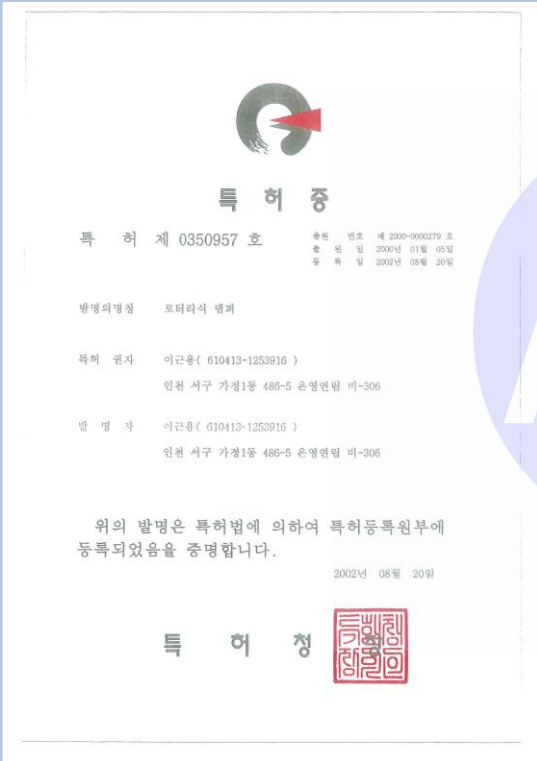 특 허 증
특 허 제 0350957 호
출원 번호 제 2000-0000279 호
출 원 일 2000년 01월 05일
등 록 일 2002년 08월 20일
발명의명칭 로터리식 댐퍼
특허 권자 이근용( 610413-1253916 )
인천 서구 가정1동 486-5 은영연립 비-306
발 명 자 이근용( 610413-1253916 )
인천 서구 가정1동 486-5 은영연립 비-306
위의 발명은 특허법에 의하여 특허등록원부에
등록되었음을 증명합니다.
2002년 08월 20일
특 허 청 장